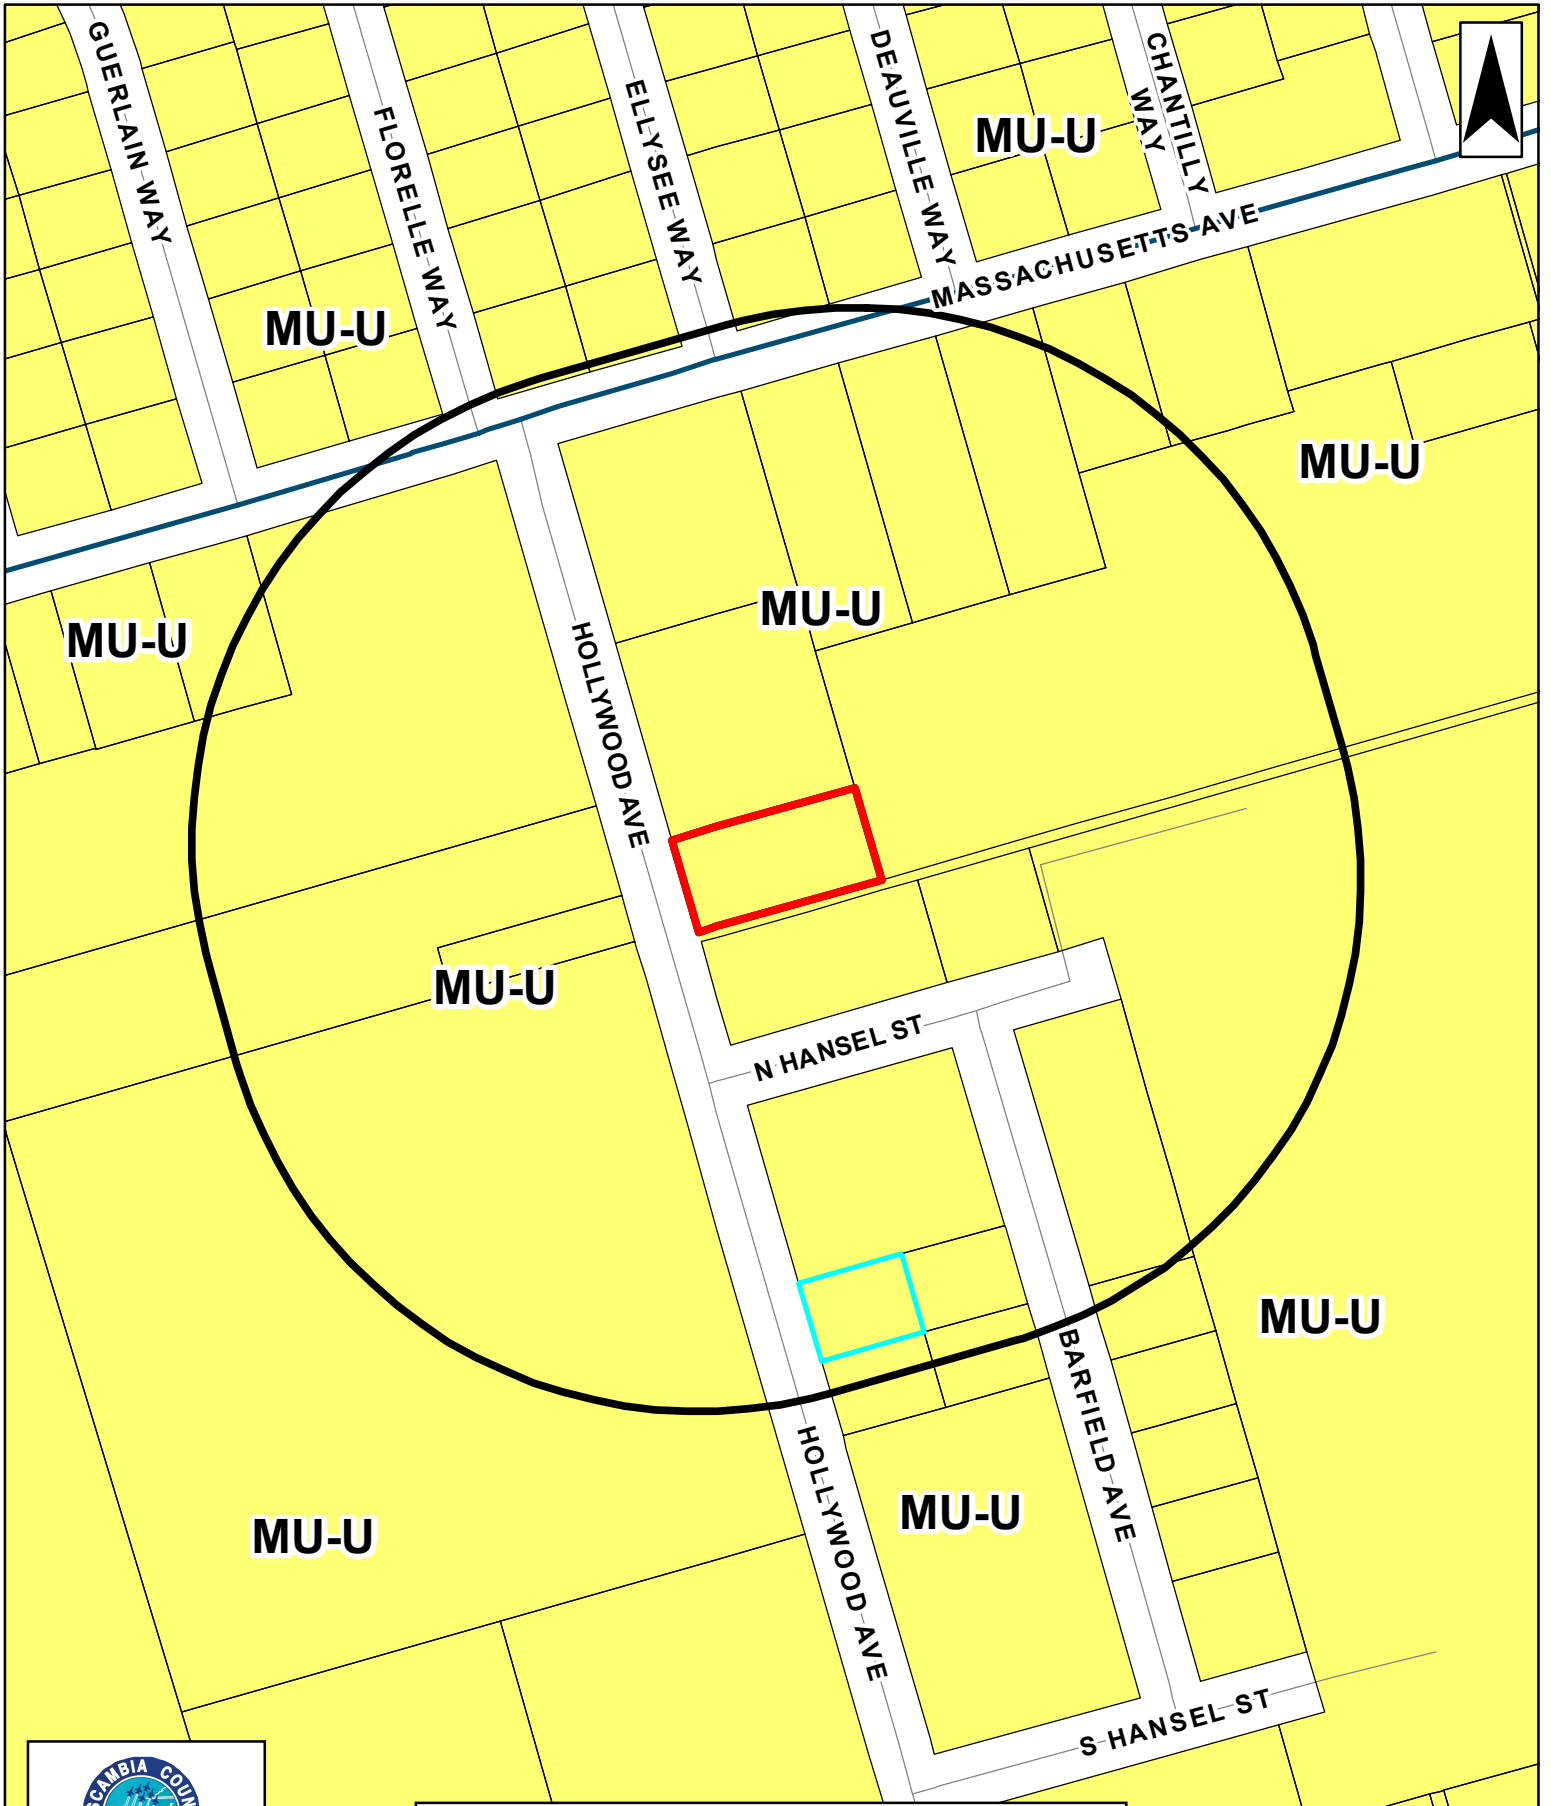 GUERLAIN WAY
FLORELLE WAY
ELLYSEE WAY
DEAUVILLE WAY
CHANTILLY
WAY
MU-U
MASSACHUSETTS AVE
MU-U
MU-U
MU-U
MU-U
HOLLYWOOD AVE
MU-U
N HANSEL ST
MU-U
BARFIELD AVE
HOLLYWOOD AVE
MU-U
MU-U
S HANSEL ST